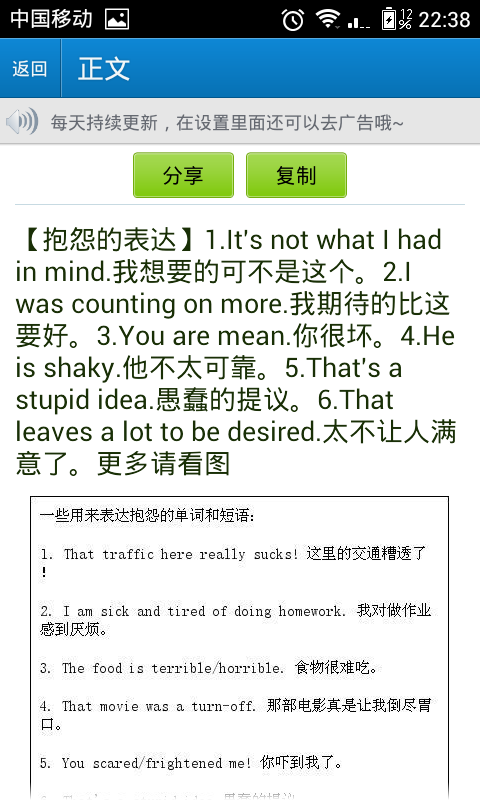 中国移动 12 22:38
返回 正文
每天持续更新，在设置里面还可以去广告哦~
分享 复制
【抱怨的表达】1.It's not what I had
in mind.我想要的可不是这个。2.I
was counting on more.我期待的比这
要好。3.You are mean.你很坏。4.He
is shaky.他不太可靠。5.That's a
stupid idea.愚蠢的提议。6.That
leaves a lot to be desired.太不让人满
意了。更多请看图
一些用来表达抱怨的单词和短语:
1. That traffic here really sucks! 这里的交通糟透了
!
2. I am sick and tired of doing homework. 我对做作业
感到厌烦。
3. The food is terrible/horrible. 食物很难吃。
4. That movie was a turn-off. 那部电影真是让我倒尽胃
口。
5. You scared/frightened me! 你吓到我了。